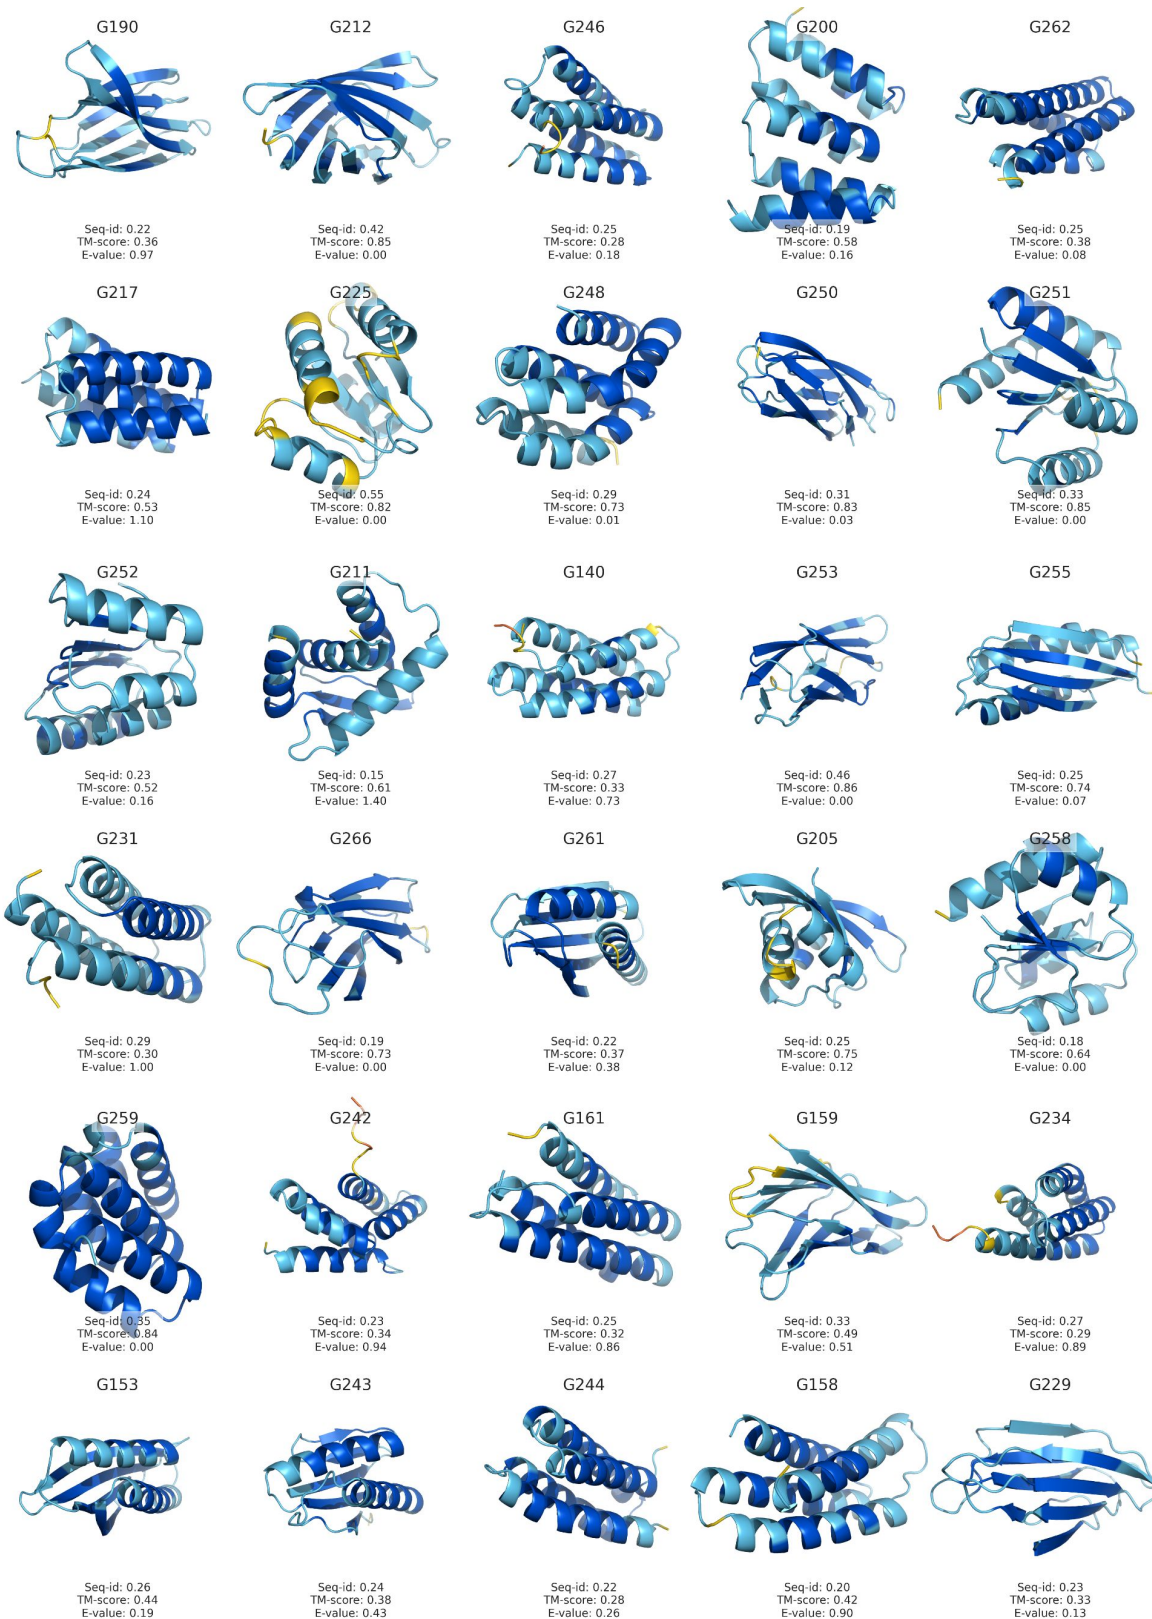 G190 G212 G246 G200 G262
Seq-id: 0.22 Seq-id: 0.42 Seq-id: 0.25 Seq-id: 0.19 Seq-id: 0.25
TM-score: 0.36 TM-score: 0.85 TM-score: 0.28 TM-score: 0.58 TM-score: 0.38
E-value: 0.97 E-value: 0.00 E-value: 0.18 E-value: 0.16 E-value: 0.08
G217 G225 G248 G250 G251
Seq-id: 0.24 Seq-id: 0.55 Seq-id: 0.29 Seq-id: 0.31 Seq-id: 0.33
TM-score: 0.53 TM-score: 0.82 TM-score: 0.73 TM-score: 0.83 TM-score: 0.85
E-value: 1.10 E-value: 0.00 E-value: 0.01 E-value: 0.03 E-value: 0.00
G252 G211 G140 G253 G255
Seq-id: 0.23 Seq-id: 0.15 Seq-id: 0.27 Seq-id: 0.46 Seq-id: 0.25
TM-score: 0.52 TM-score: 0.61 TM-score: 0.33 TM-score: 0.86 TM-score: 0.74
E-value: 0.16 E-value: 1.40 E-value: 0.73 E-value: 0.00 E-value: 0.07
G231 G266 G261 G205 G258
Seq-id: 0.29 Seq-id: 0.19 Seq-id: 0.22 Seq-id: 0.25 Seq-id: 0.18
TM-score: 0.30 TM-score: 0.73 TM-score: 0.37 TM-score: 0.75 TM-score: 0.64
E-value: 1.00 E-value: 0.00 E-value: 0.38 E-value: 0.12 E-value: 0.00
G259 G242 G161 G159 G234
Seq-id: 0.35 Seq-id: 0.23 Seq-id: 0.25 Seq-id: 0.33 Seq-id: 0.27
TM-score: 0.84 TM-score: 0.34 TM-score: 0.32 TM-score: 0.49 TM-score: 0.29
E-value: 0.00 E-value: 0.94 E-value: 0.86 E-value: 0.51 E-value: 0.89
G153 G243 G244 G158 G229
Seq-id: 0.26 Seq-id: 0.24 Seq-id: 0.22 Seq-id: 0.20 Seq-id: 0.23
TM-score: 0.44 TM-score: 0.38 TM-score: 0.28 TM-score: 0.42 TM-score: 0.33
E-value: 0.19 E-value: 0.43 E-value: 0.26 E-value: 0.90 E-value: 0.13